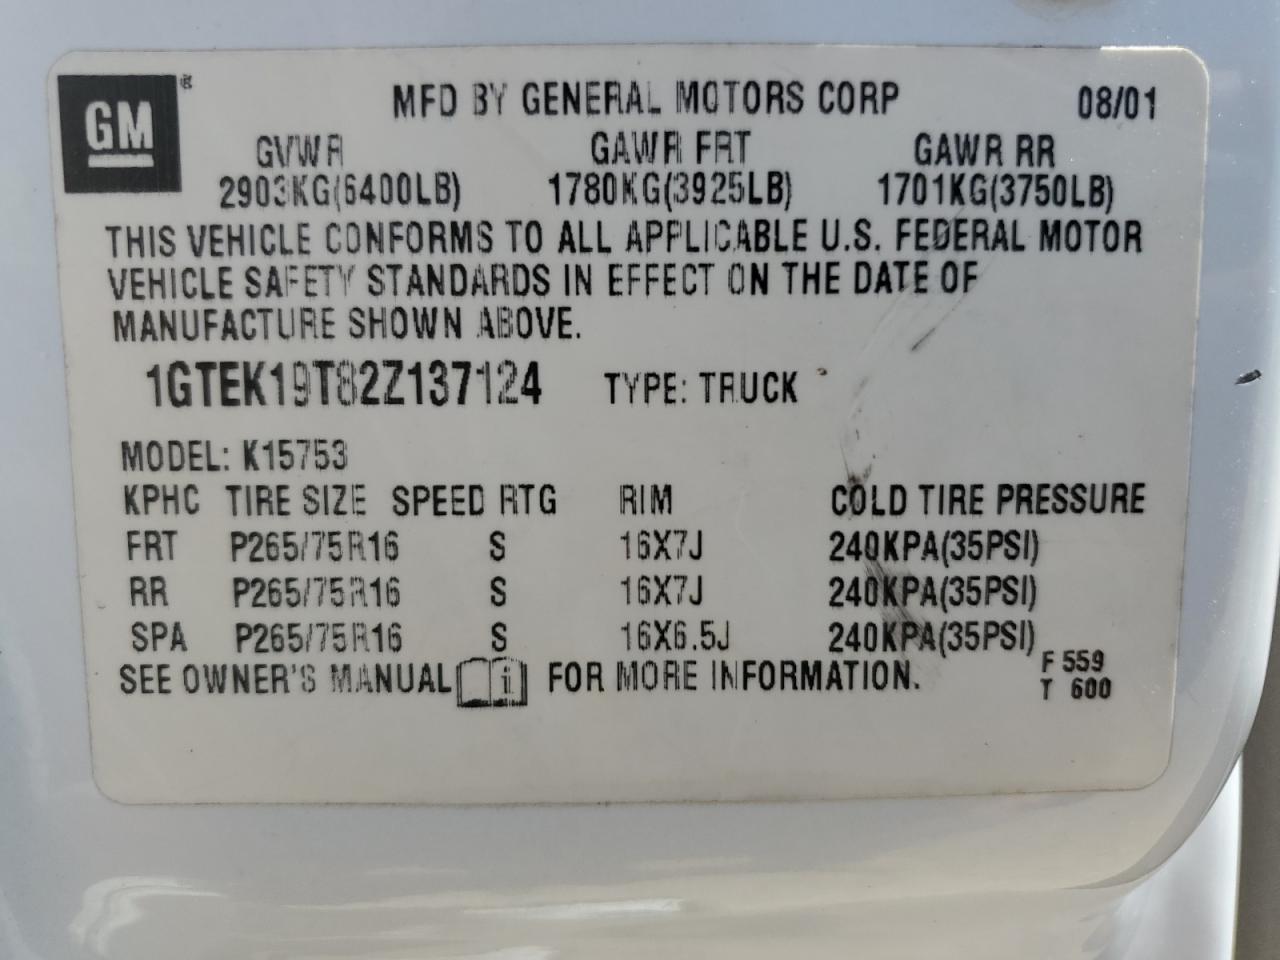 GM ®
MFD BY GENERAL MOTORS CORP 08/01
GVWR GAWR FRT GAWR RR
2903KG(6400LB) 1780KG(3925LB) 1701KG(3750LB)
THIS VEHICLE CONFORMS TO ALL APPLICABLE U.S. FEDERAL MOTOR
VEHICLE SAFETY STANDARDS IN EFFECT ON THE DATE OF
MANUFACTURE SHOWN ABOVE.
1GTEK19T82Z137124 TYPE: TRUCK
MODEL: K15753
KPHC TIRE SIZE SPEED RTG RIM COLD TIRE PRESSURE
FRT P265/75R16 S 16X7J 240KPA(35PSI)
RR P265/75R16 S 16X7J 240KPA(35PSI)
SPA P265/75R16 S 16X6.5J 240KPA(35PSI)
SEE OWNER'S MANUAL i FOR MORE INFORMATION.
F 559
T 600